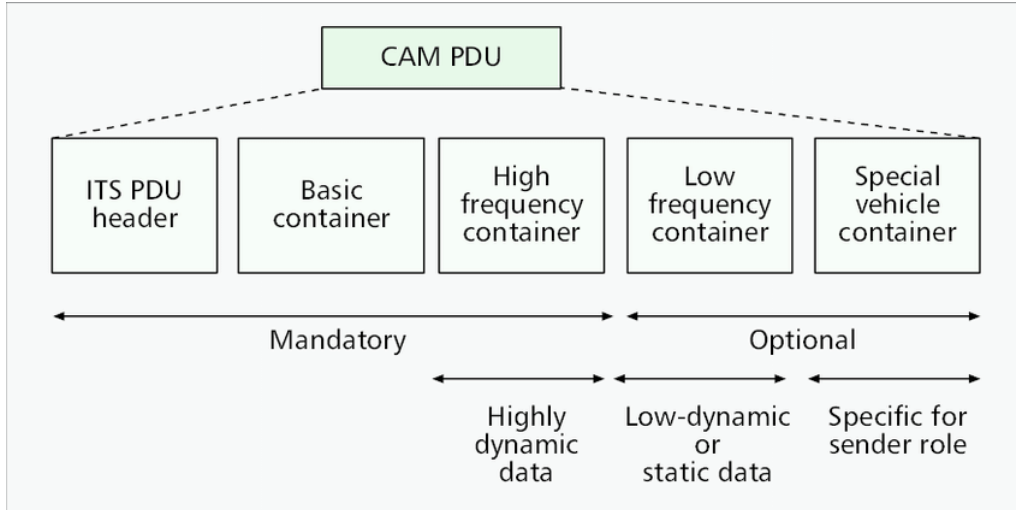 CAM PDU
ITS PDU
header
Basic
container
High
frequency
container
Low
frequency
container
Special
vehicle
container
Mandatory
Optional
Highly
dynamic
data
Low-dynamic
or
static data
Specific for
sender role